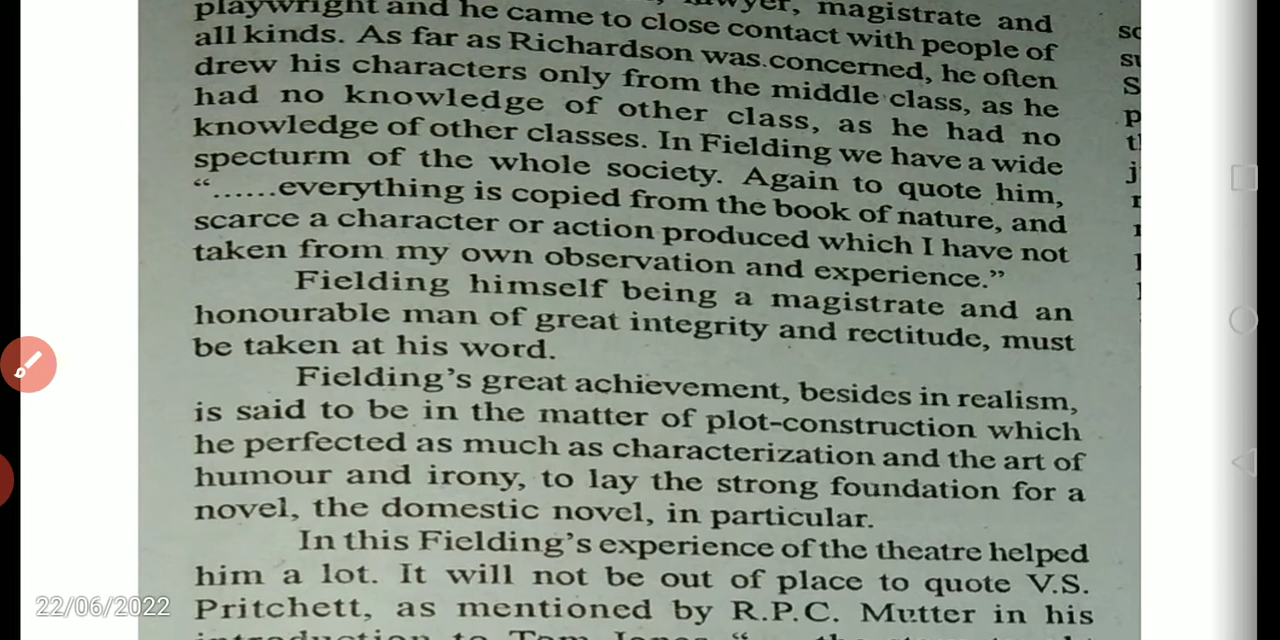 playwright and he came to close contact with people of
magistrate and
all kinds. As far as Richardson was concerned, he often
drew his characters only from the middle class, as he
had no knowledge of other class, as he had no
knowledge of other classes. In Fielding we have a wide
specturm of the whole society. Again to quote him,
“......everything is copied from the book of nature, and
scarce a character or action produced which I have not
taken from my own observation and experience.”
Fielding himself being a magistrate and an
honourable man of great integrity and rectitude, must
be taken at his word.
Fielding’s great achievement, besides in realism,
is said to be in the matter of plot-construction which
he perfected as much as characterization and the art of
humour and irony, to lay the strong foundation for a
novel, the domestic novel, in particular.
In this Fielding’s experience of the theatre helped
him a lot. It will not be out of place to quote V.S.
Pritchett, as mentioned by R.P.C. Mutter in his
22/06/2022